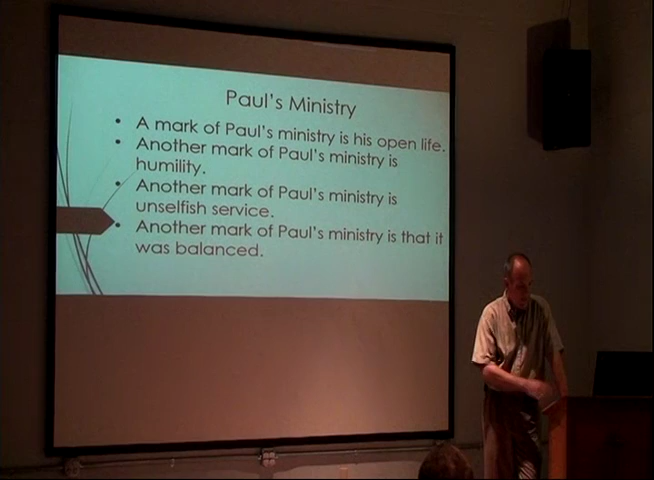 Paul's Ministry
• A mark of Paul's ministry is his open life.
• Another mark of Paul's ministry is
humility.
• Another mark of Paul's ministry is
unselfish service.
• Another mark of Paul's ministry is that it
was balanced.